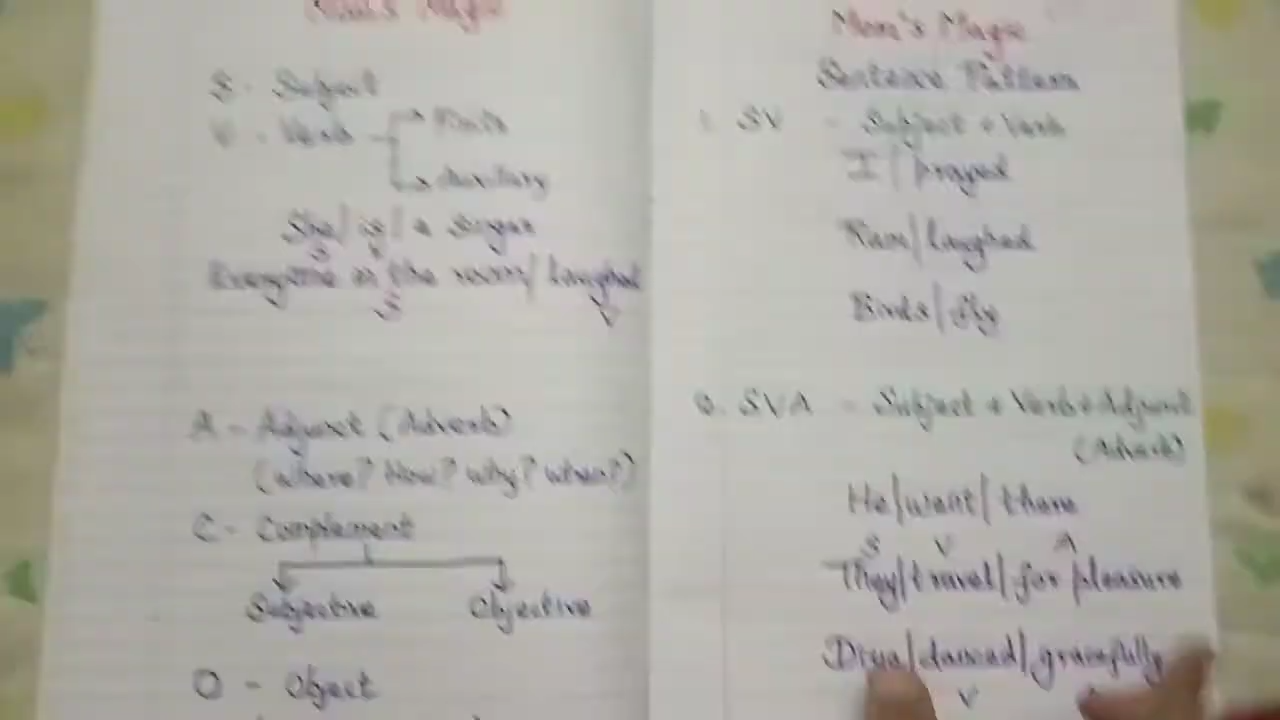 Mom's Magic
S - Subject
V - Verb → Finite
→ Auxiliary
She/ is/ a singer
S V
Everyone in the room/ laughed
S V
A - Adjunct (Adverb)
(where? How? why? when?)
C - Complement
Subjective Objective
O - Object
Mom's Magic
Sentence Pattern
1. SV - Subject + Verb
I / prayed
Ram/ laughed
Birds/ fly
2. SVA - Subject + Verb + Adjunct
(Adverb)
He/ went/ there
S V A
They/ travel/ for pleasure
Divya/ danced/ gracefully
V